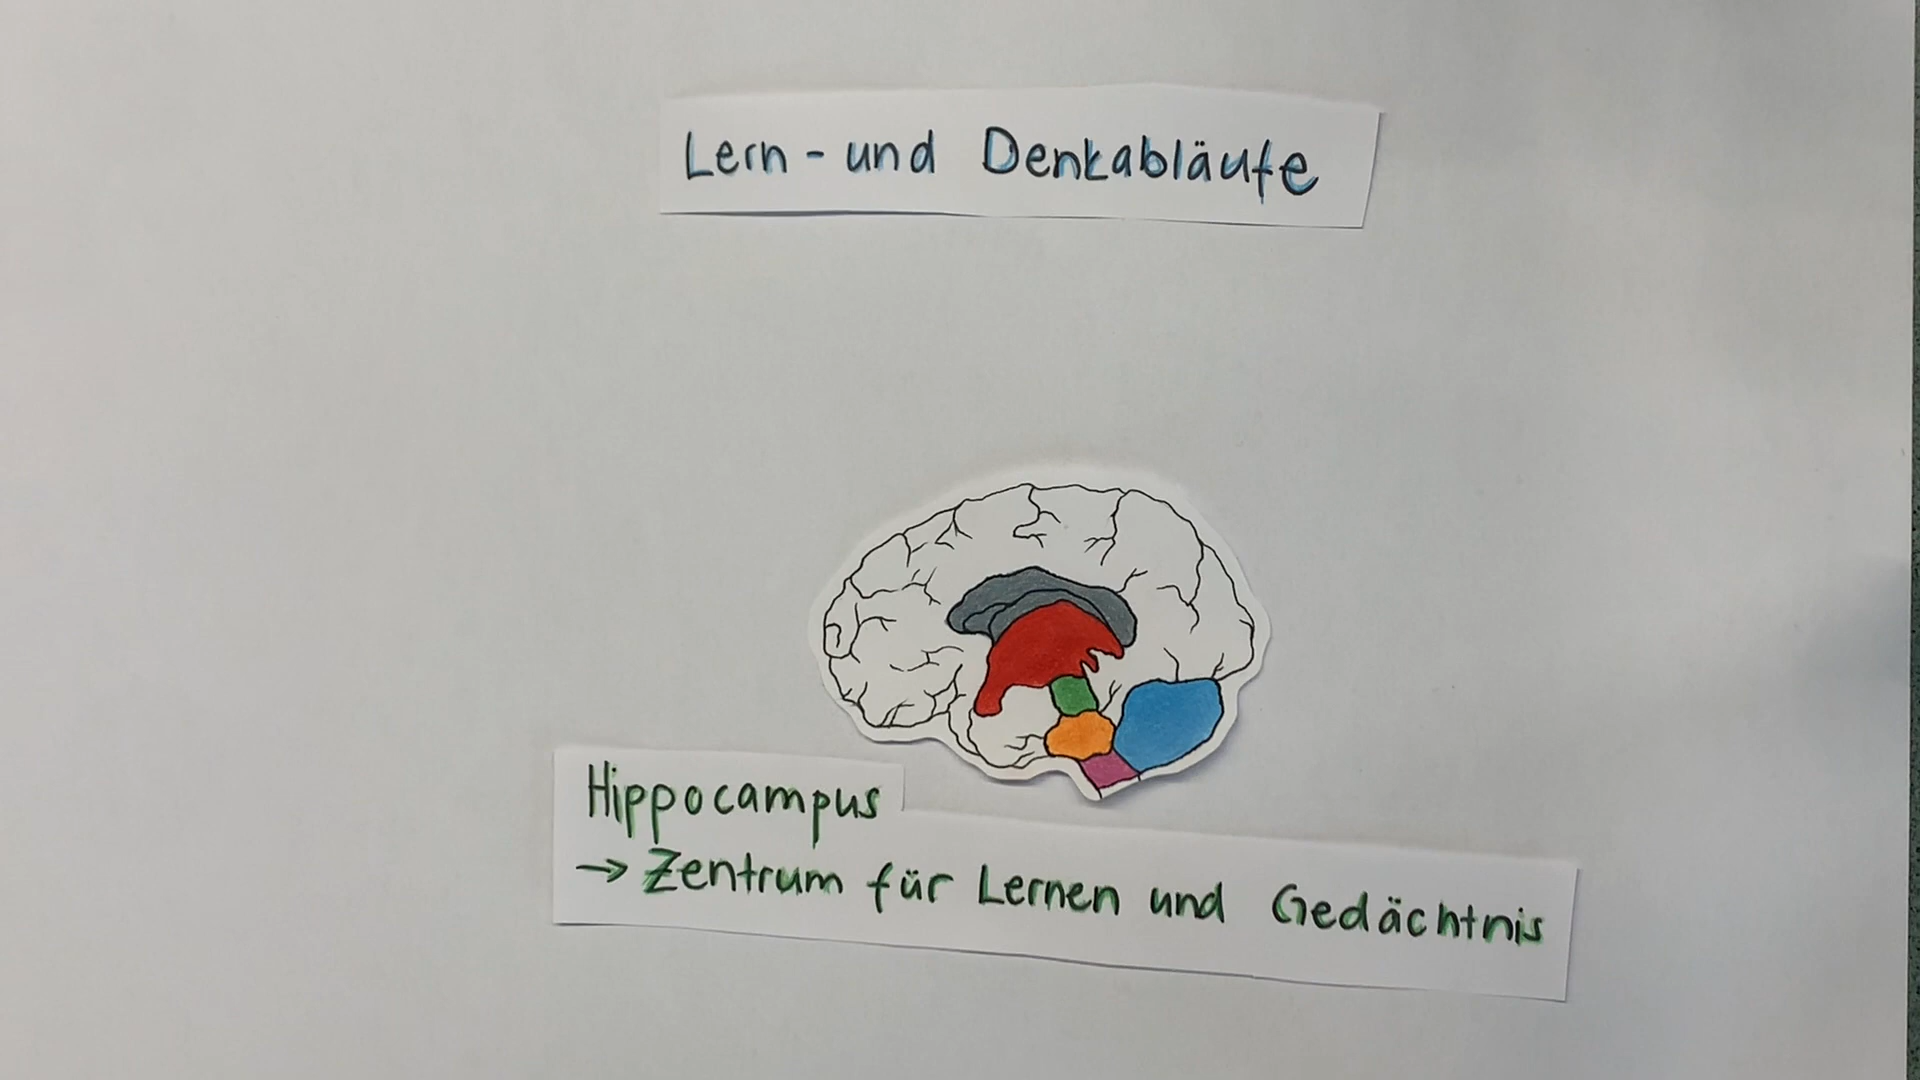 Lern- und Denkabläufe
Hippocampus
→ Zentrum für Lernen und Gedächtnis